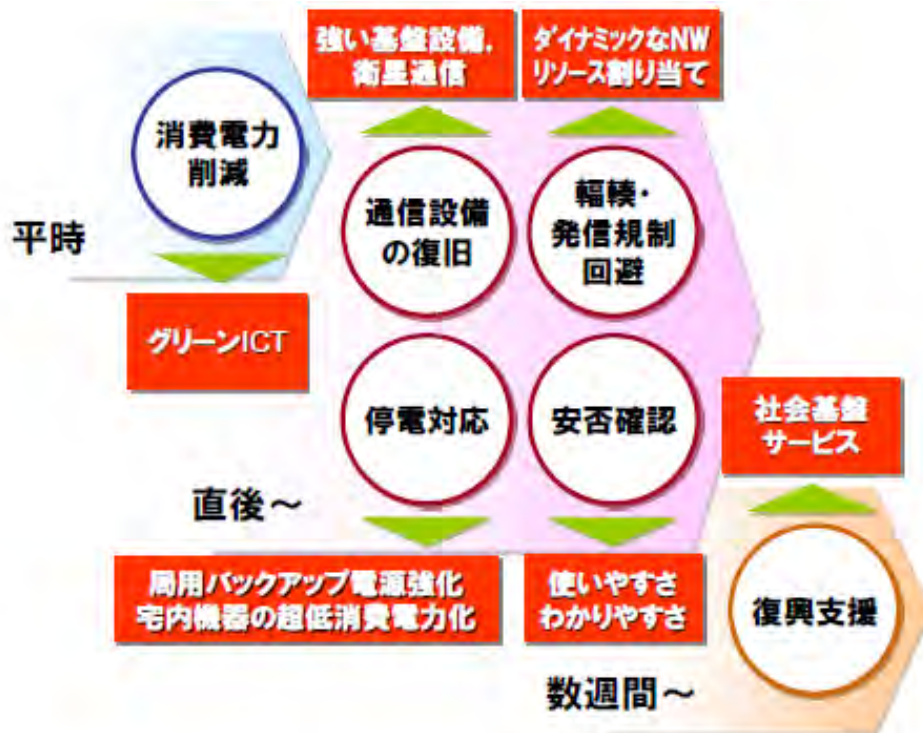 強い基盤設備,
衛星通信
ダイナミックなNW
リソース割り当て
消費電力
削減
通信設備
の復旧
輻輳・
発信規制
回避
平時
グリーンICT
停電対応
安否確認
社会基盤
サービス
直後～
局用バックアップ電源強化
宅内機器の超低消費電力化
使いやすさ
わかりやすさ
復興支援
数週間～